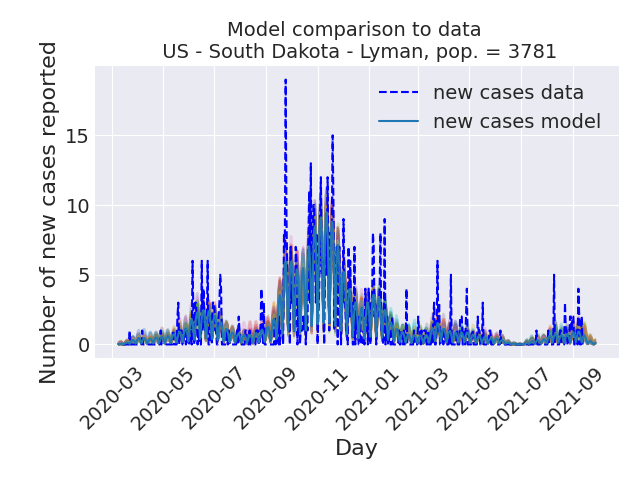 Model comparison to data
US - South Dakota - Lyman, pop. = 3781
new cases data
new cases model
Number of new cases reported
15
10
5
0
2020-03
2020-05
2020-07
2020-09
2020-11
2021-01
2021-03
2021-05
2021-07
2021-09
Day